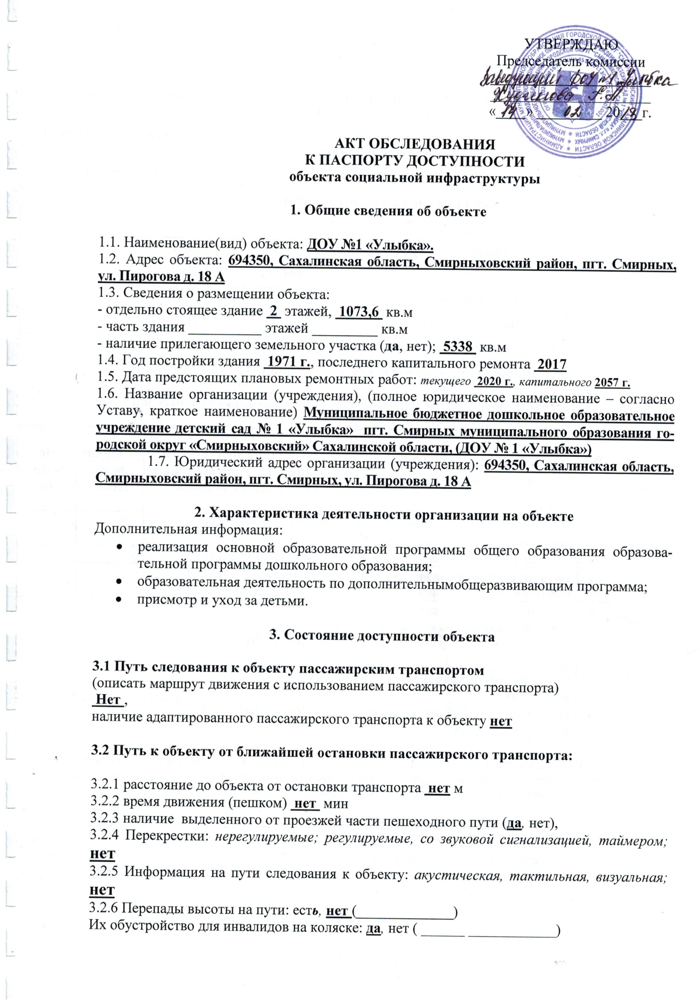 УТВЕРЖДАЮ
Председатель комиссии
Заведующий ДОУ №1 Улыбка
« 14 » 02 2018 г.
АКТ ОБСЛЕДОВАНИЯ
К ПАСПОРТУ ДОСТУПНОСТИ
объекта социальной инфраструктуры
1. Общие сведения об объекте
1.1. Наименование(вид) объекта: ДОУ №1 «Улыбка».
1.2. Адрес объекта: 694350, Сахалинская область, Смирныховский район, пгт. Смирных,
ул. Пирогова д. 18 А
1.3. Сведения о размещении объекта:
- отдельно стоящее здание 2 этажей, 1073,6 кв.м
- часть здания ___________ этажей __________ кв.м
- наличие прилегающего земельного участка (да, нет); 5338 кв.м
1.4. Год постройки здания 1971 г., последнего капитального ремонта 2017
1.5. Дата предстоящих плановых ремонтных работ: текущего 2020 г., капитального 2057 г.
1.6. Название организации (учреждения), (полное юридическое наименование – согласно
Уставу, краткое наименование) Муниципальное бюджетное дошкольное образовательное
учреждение детский сад № 1 «Улыбка» пгт. Смирных муниципального образования го-
родской округ «Смирныховский» Сахалинской области, (ДОУ № 1 «Улыбка»)
1.7. Юридический адрес организации (учреждения): 694350, Сахалинская область,
Смирныховский район, пгт. Смирных, ул. Пирогова д. 18 А
2. Характеристика деятельности организации на объекте
Дополнительная информация:
• реализация основной образовательной программы общего образования образова-
тельной программы дошкольного образования;
• образовательная деятельность по дополнительнымобщеразвивающим программа;
• присмотр и уход за детьми.
3. Состояние доступности объекта
3.1 Путь следования к объекту пассажирским транспортом
(описать маршрут движения с использованием пассажирского транспорта)
Нет ,
наличие адаптированного пассажирского транспорта к объекту нет
3.2 Путь к объекту от ближайшей остановки пассажирского транспорта:
3.2.1 расстояние до объекта от остановки транспорта нет м
3.2.2 время движения (пешком) нет мин
3.2.3 наличие выделенного от проезжей части пешеходного пути (да, нет),
3.2.4 Перекрестки: нерегулируемые; регулируемые, со звуковой сигнализацией, таймером;
нет
3.2.5 Информация на пути следования к объекту: акустическая, тактильная, визуальная;
нет
3.2.6 Перепады высоты на пути: есть, нет (______________)
Их обустройство для инвалидов на коляске: да, нет ( ______ _____________)